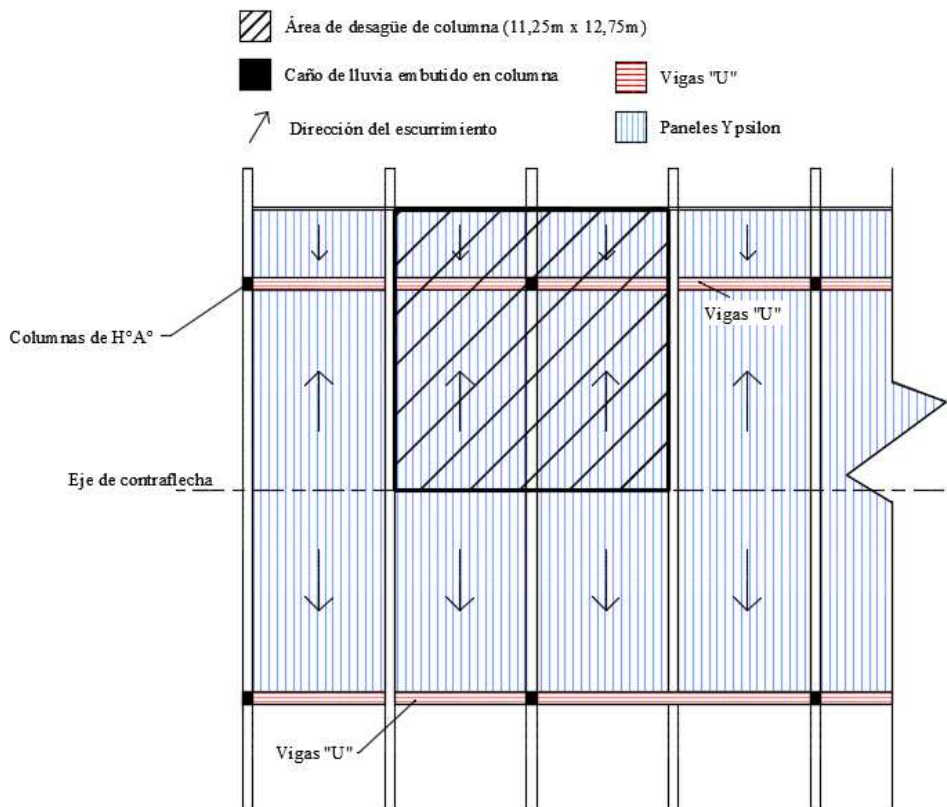 Área de desagüe de columna (11,25m x 12,75m)
Caño de lluvia embutido en columna
Vigas "U"
Dirección del escurrimiento
Paneles Ypsilon
Vigas "U"
Columnas de H°A°
Eje de contraflecha
Vigas "U"